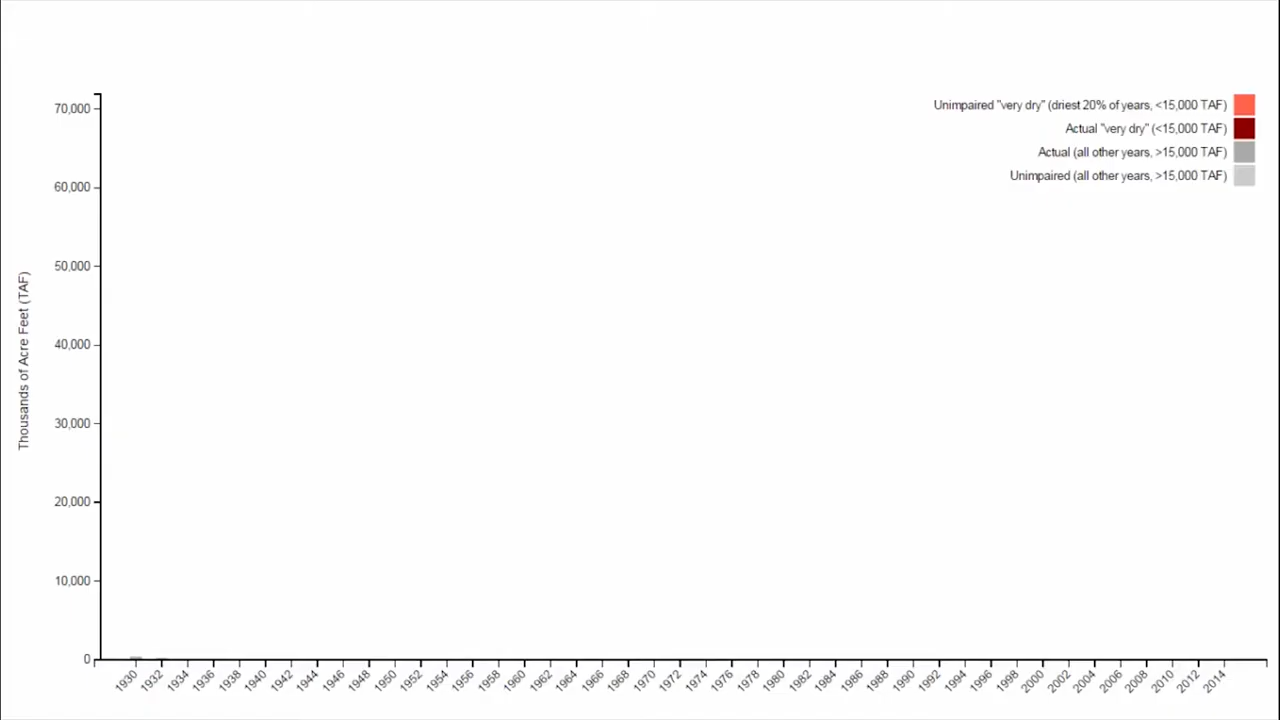 Unimpaired "very dry" (driest 20% of years, <15,000 TAF)
Actual "very dry" (<15,000 TAF)
Actual (all other years, >15,000 TAF)
Unimpaired (all other years, >15,000 TAF)
Thousands of Acre Feet (TAF)
70,000
60,000
50,000
40,000
30,000
20,000
10,000
0
1930 1932 1934 1936 1938 1940 1942 1944 1946 1948 1950 1952 1954 1956 1958 1960 1962 1964 1966 1968 1970 1972 1974 1976 1978 1980 1982 1984 1986 1988 1990 1992 1994 1996 1998 2000 2002 2004 2006 2008 2010 2012 2014